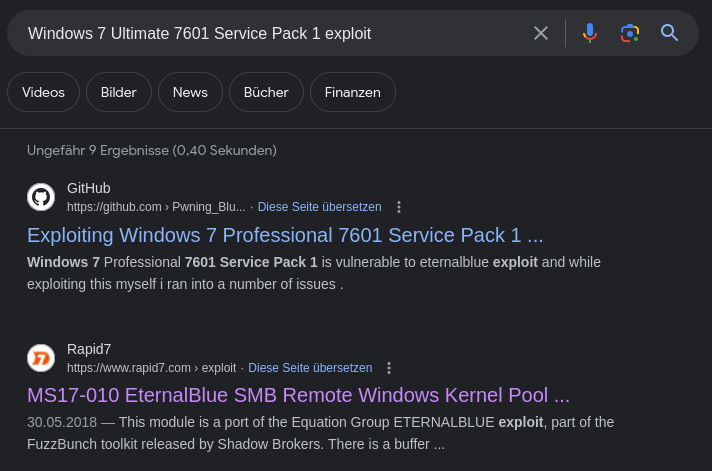 Windows 7 Ultimate 7601 Service Pack 1 exploit
Videos Bilder News Bücher Finanzen
Ungefähr 9 Ergebnisse (0,40 Sekunden)
GitHub
https://github.com › Pwning_Blu... · Diese Seite übersetzen
Exploiting Windows 7 Professional 7601 Service Pack 1 ...
Windows 7 Professional 7601 Service Pack 1 is vulnerable to eternalblue exploit and while
exploiting this myself i ran into a number of issues .
Rapid7
https://www.rapid7.com › exploit · Diese Seite übersetzen
MS17-010 EternalBlue SMB Remote Windows Kernel Pool ...
30.05.2018 — This module is a part of the Equation Group ETERNALBLUE exploit, part of the
FuzzBunch toolkit released by Shadow Brokers. There is a buffer ...